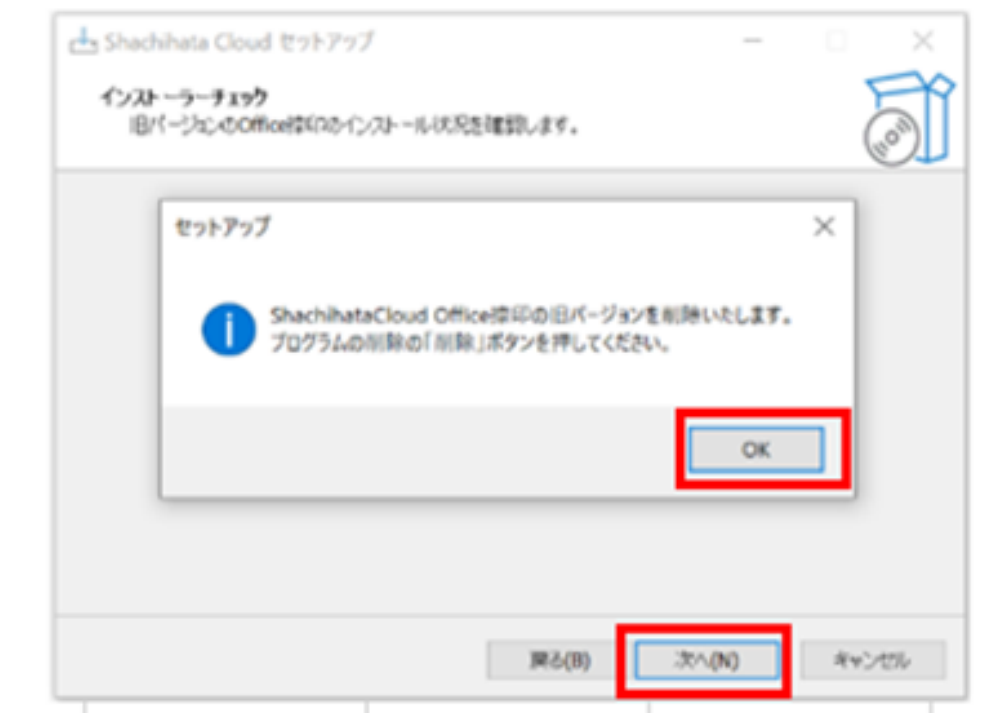 Shachihata Cloud セットアップ
インストーラーチェック
旧バージョンのOffice捺印のインストール状況を確認します。
セットアップ
ShachihataCloud Office捺印の旧バージョンを削除いたします。
プログラムの削除の「削除」ボタンを押してください。
OK
戻る(B)
次へ(N)
キャンセル